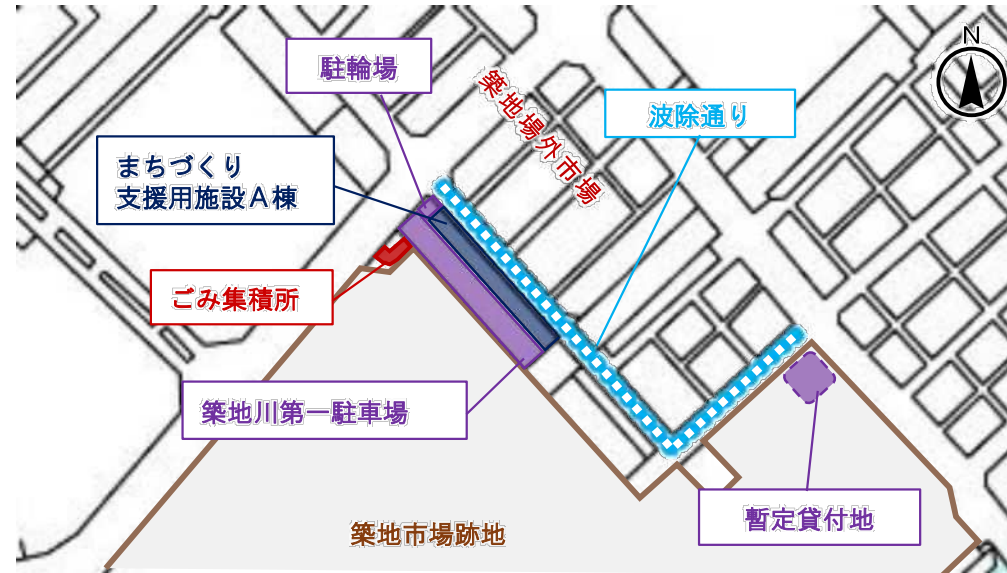 N
駐輪場
築地場外市場
波除通り
まちづくり
支援用施設A棟
ごみ集積所
築地川第一駐車場
暫定貸付地
築地市場跡地